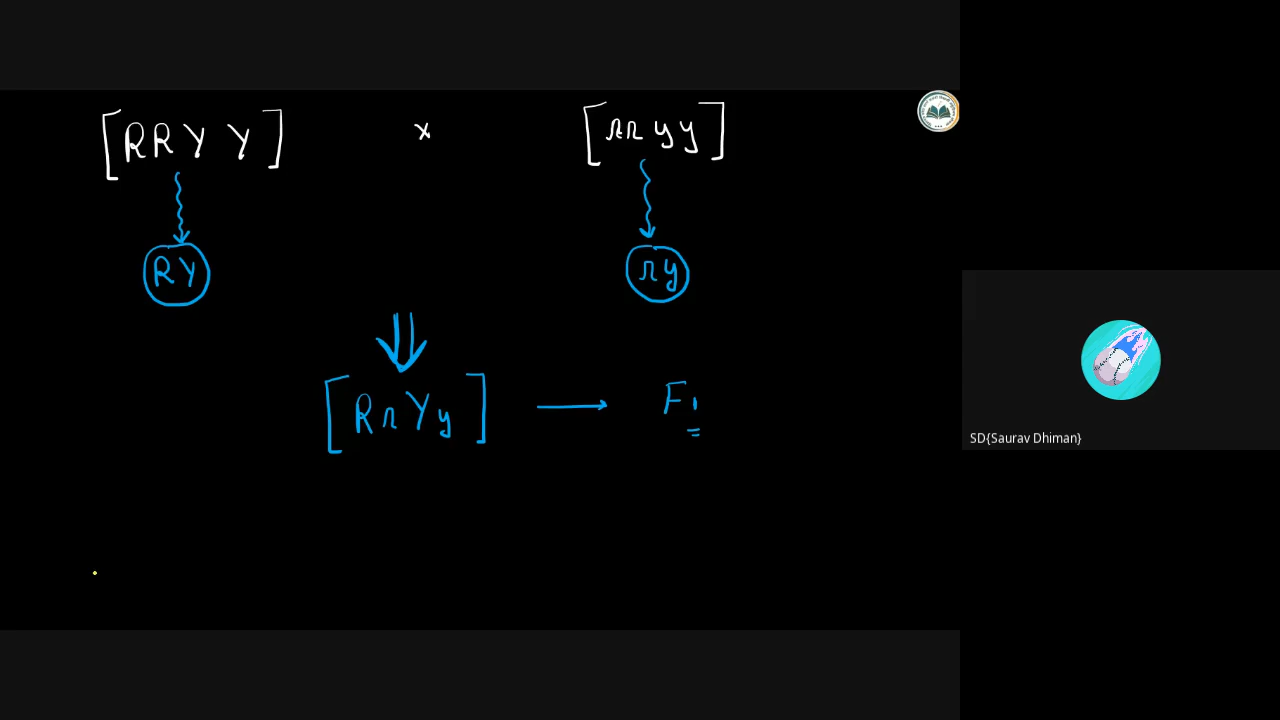 [RRYY] x [rryy]
RY ry
[RrYy] → F1
SD{Saurav Dhiman}